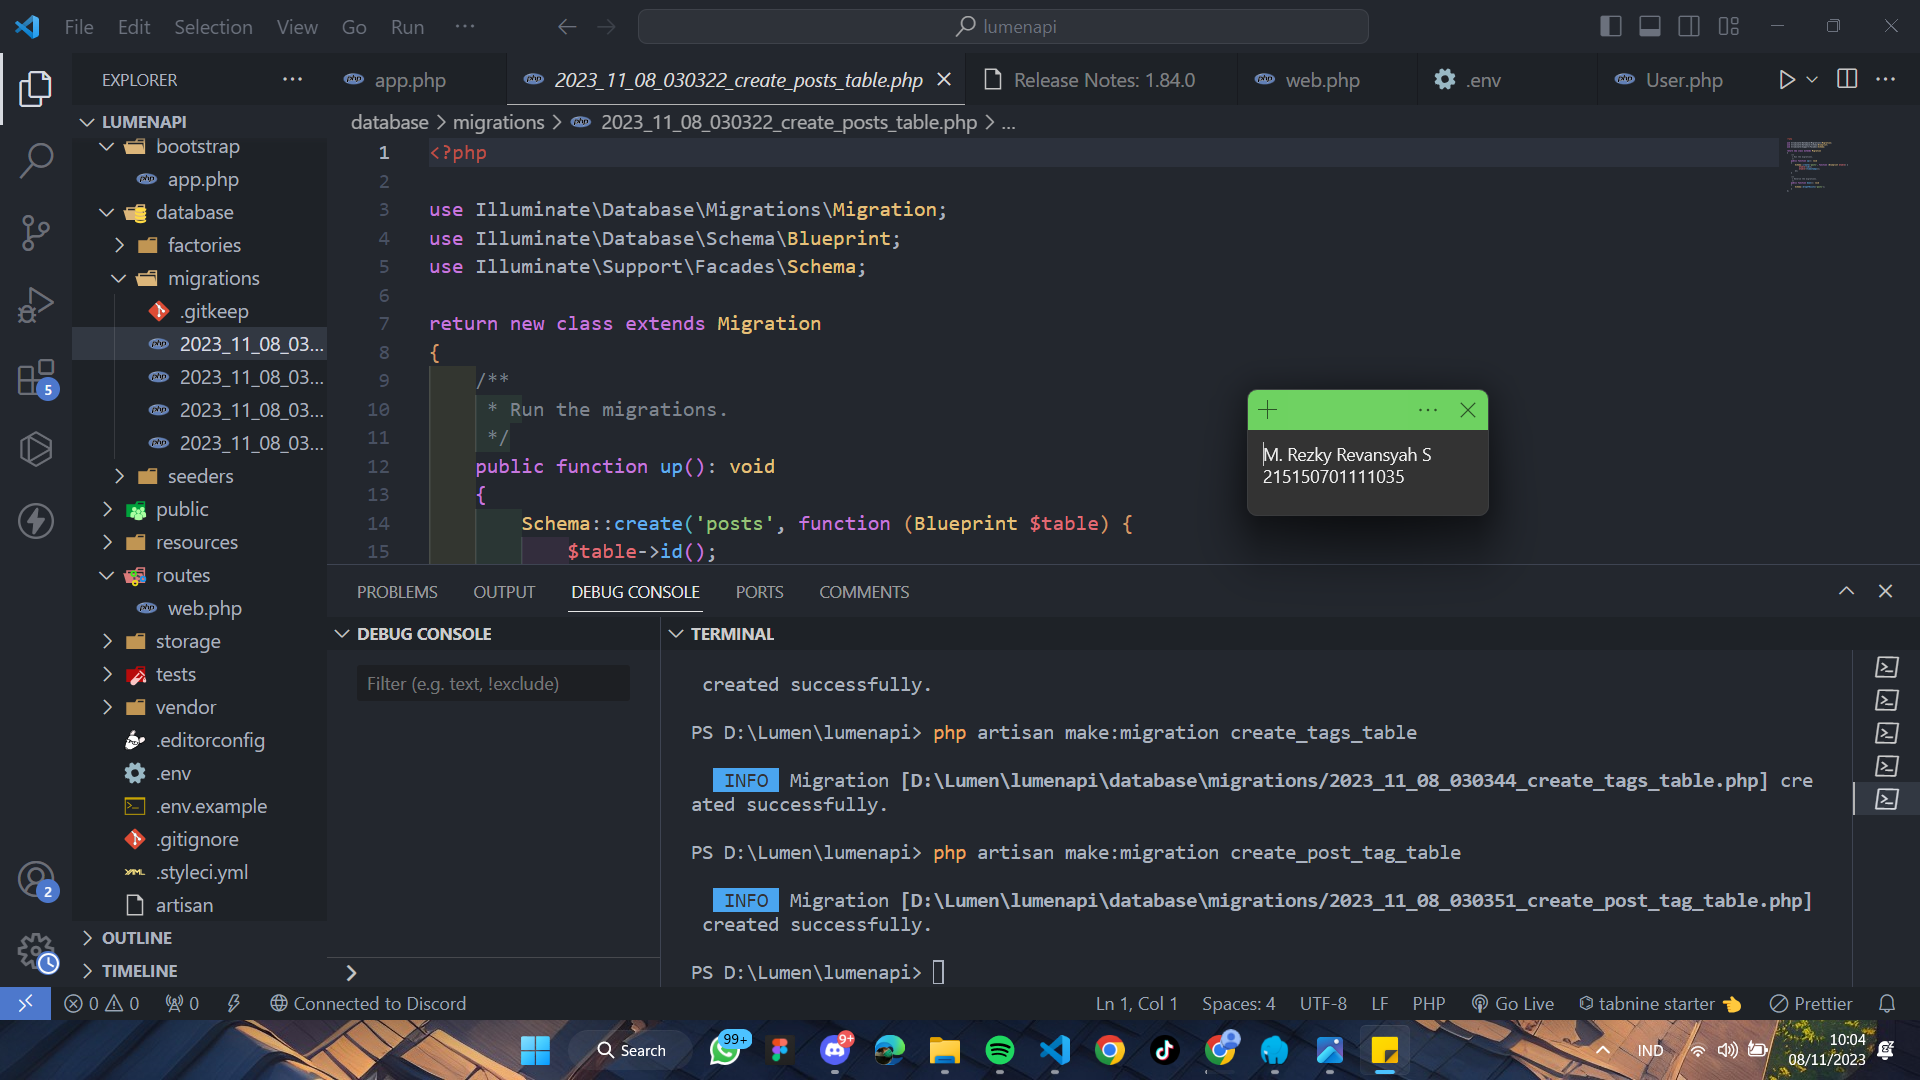 File Edit Selection View Go Run ···
lumenapi
EXPLORER ···
app.php
2023_11_08_030322_create_posts_table.php
Release Notes: 1.84.0
web.php
.env
User.php
LUMENAPI
bootstrap
app.php
database
factories
migrations
.gitkeep
2023_11_08_03...
2023_11_08_03...
2023_11_08_03...
2023_11_08_03...
seeders
public
resources
routes
web.php
storage
tests
vendor
.editorconfig
.env
.env.example
.gitignore
.styleci.yml
artisan
OUTLINE
TIMELINE
5
2
database > migrations > 2023_11_08_030322_create_posts_table.php > ...
1 <?php
2
3 use Illuminate\Database\Migrations\Migration;
4 use Illuminate\Database\Schema\Blueprint;
5 use Illuminate\Support\Facades\Schema;
6
7 return new class extends Migration
8 {
9 /**
10 * Run the migrations.
11 */
12 public function up(): void
13 {
14 Schema::create('posts', function (Blueprint $table) {
15 $table->id();
M. Rezky Revansyah S
215150701111035
PROBLEMS OUTPUT DEBUG CONSOLE PORTS COMMENTS
DEBUG CONSOLE
Filter (e.g. text, !exclude)
TERMINAL
created successfully.
PS D:\Lumen\lumenapi> php artisan make:migration create_tags_table
INFO Migration [D:\Lumen\lumenapi\database\migrations/2023_11_08_030344_create_tags_table.php] cre
ated successfully.
PS D:\Lumen\lumenapi> php artisan make:migration create_post_tag_table
INFO Migration [D:\Lumen\lumenapi\database\migrations/2023_11_08_030351_create_post_tag_table.php]
created successfully.
PS D:\Lumen\lumenapi>
0 0 0 Connected to Discord
Ln 1, Col 1 Spaces: 4 UTF-8 LF PHP Go Live tabnine starter Prettier
Search
99+
9+
IND
10:04
08/11/2023